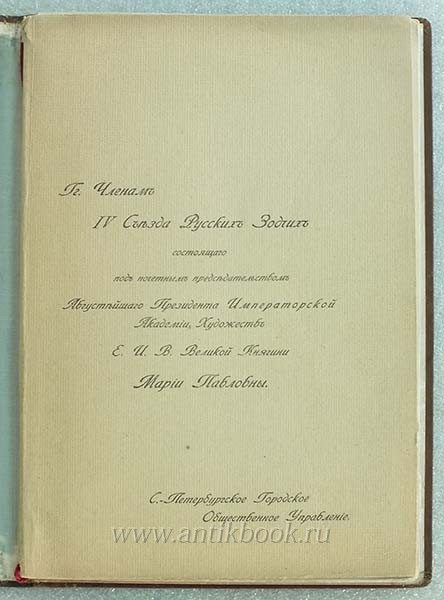 Гг. Членамъ
IV Съѣзда Русскихъ Зодчихъ
состоящаго
подъ почетнымъ предсѣдательствомъ
Августѣйшаго Президента Императорской
Академіи, Художествъ
Е. И. В. Великой Княгини
Маріи Павловны.
С.-Петербургское Городское
Общественное Управленіе.
www.antikbook.ru